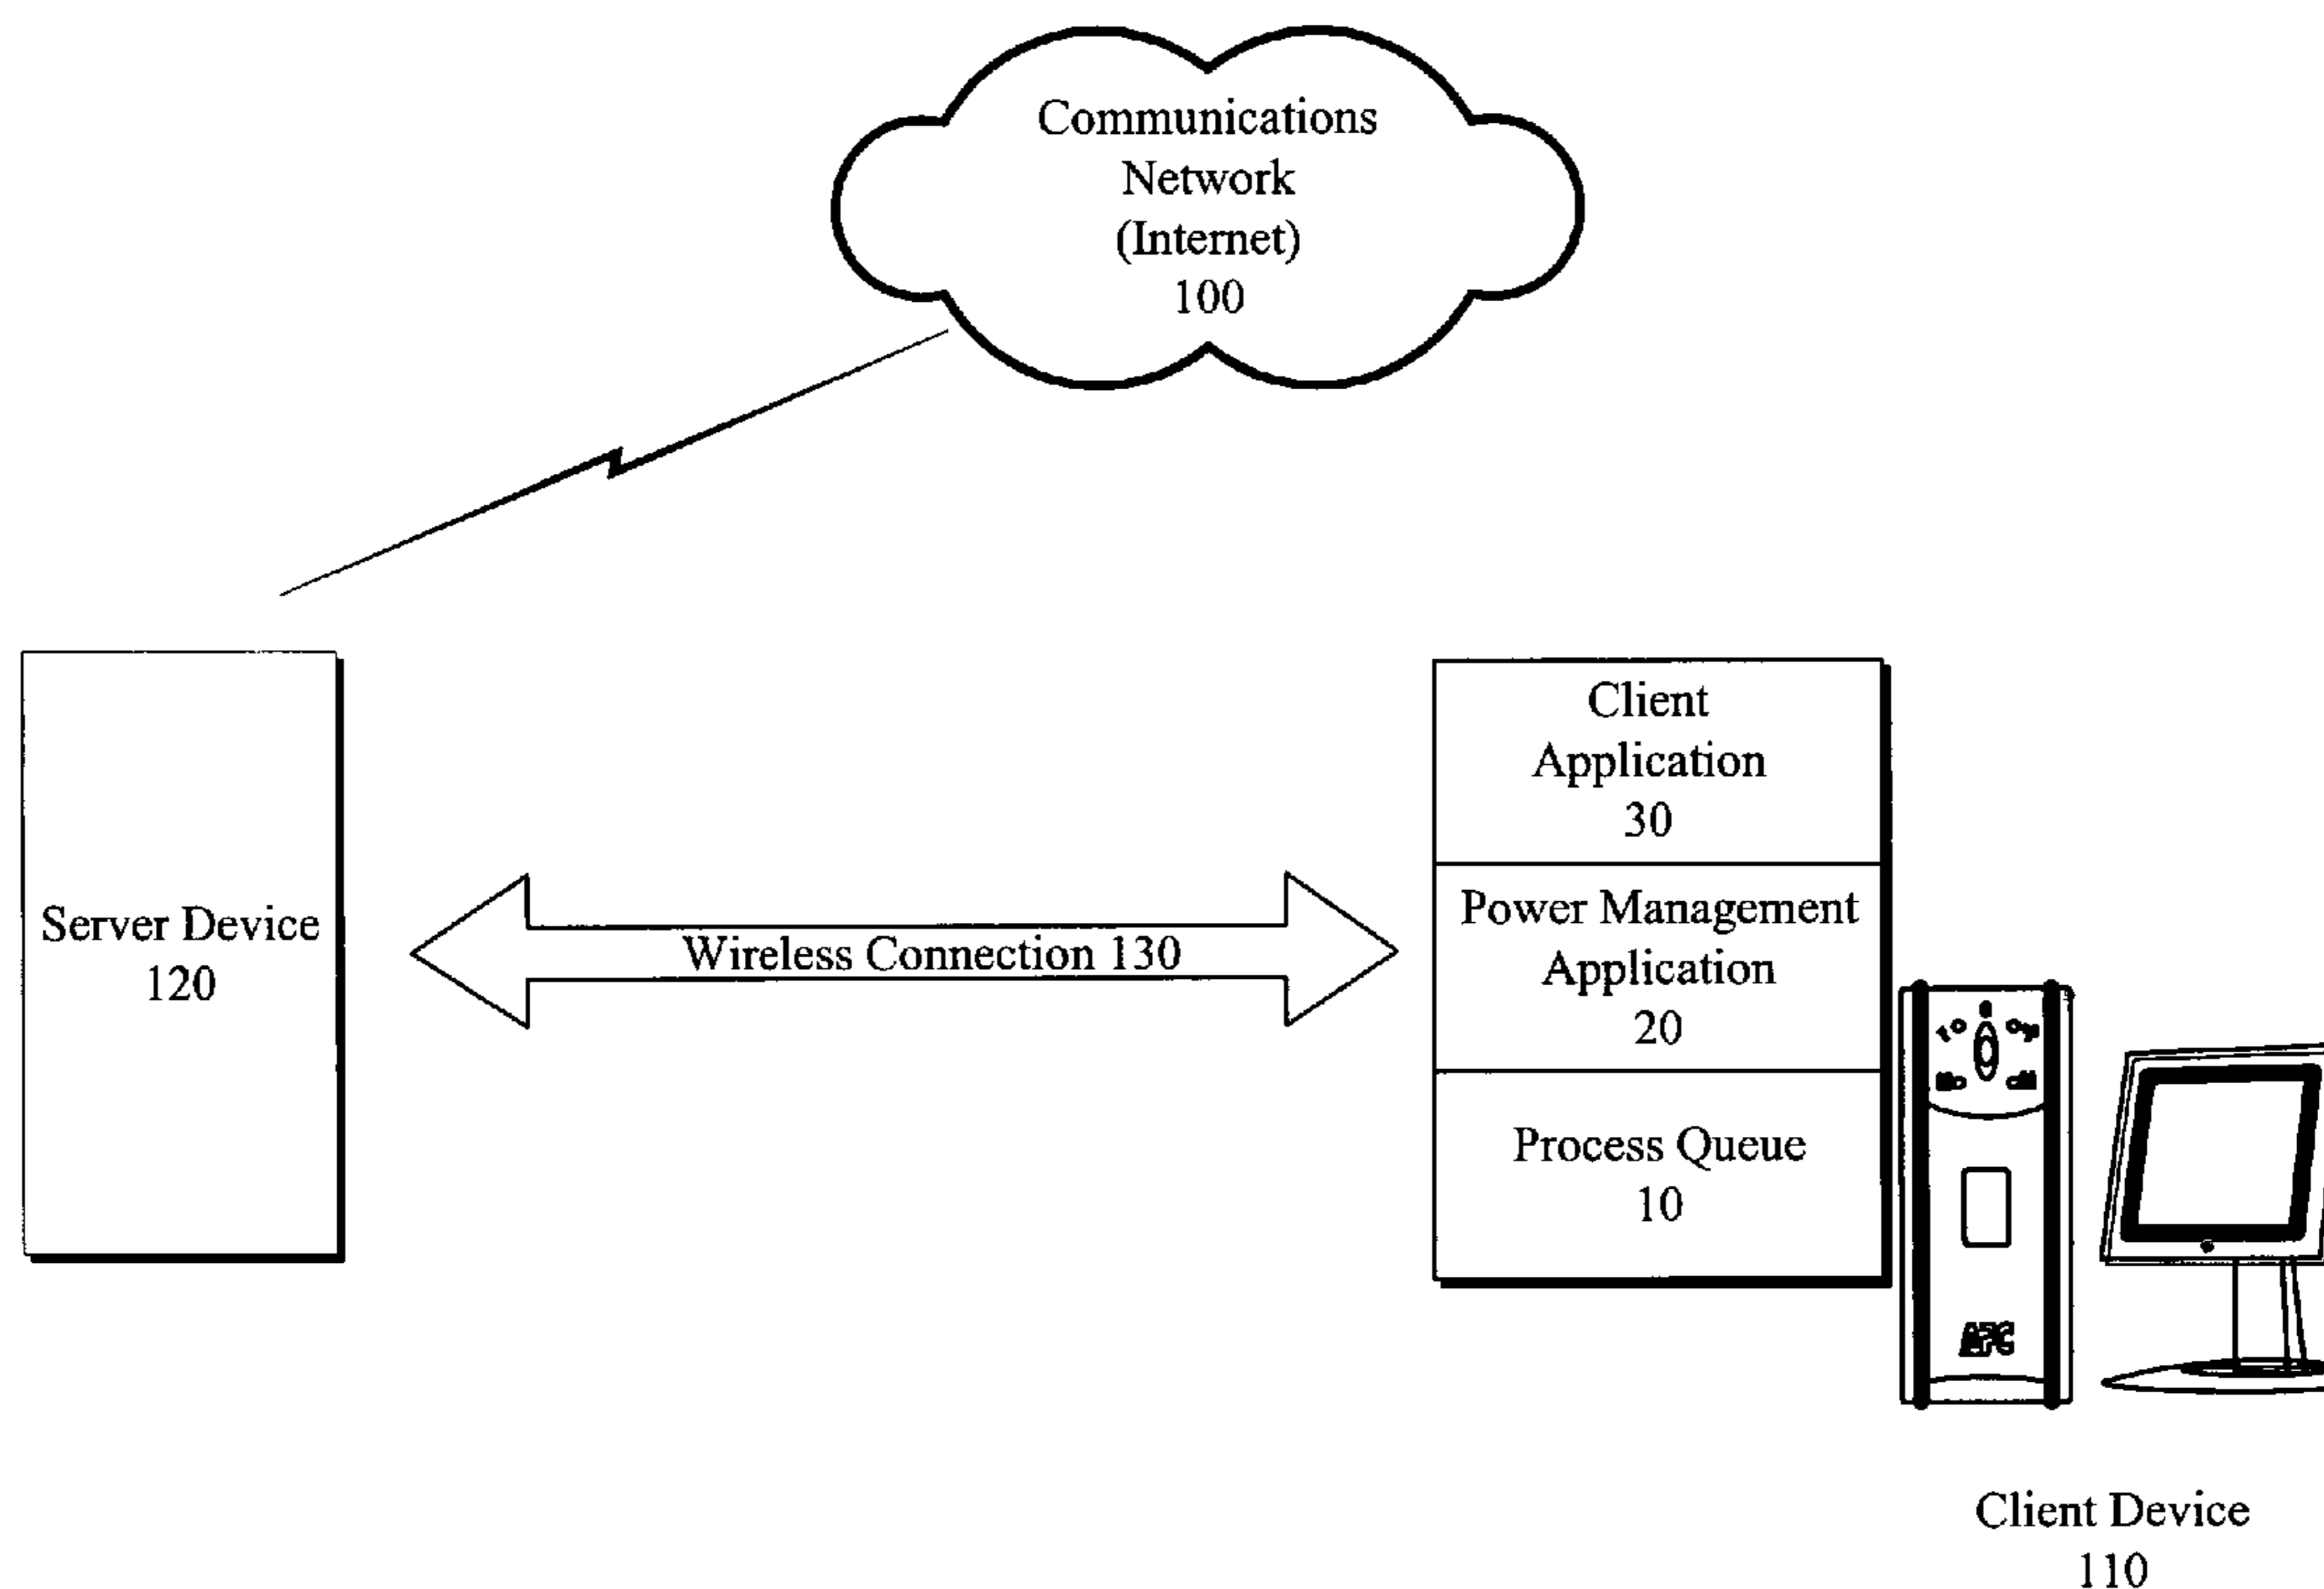 Communications
Network
(Internet)
100
Server Device
120
Wireless Connection 130
Client
Application
30
Power Management
Application
20
Process Queue
10
APC
Client Device
110